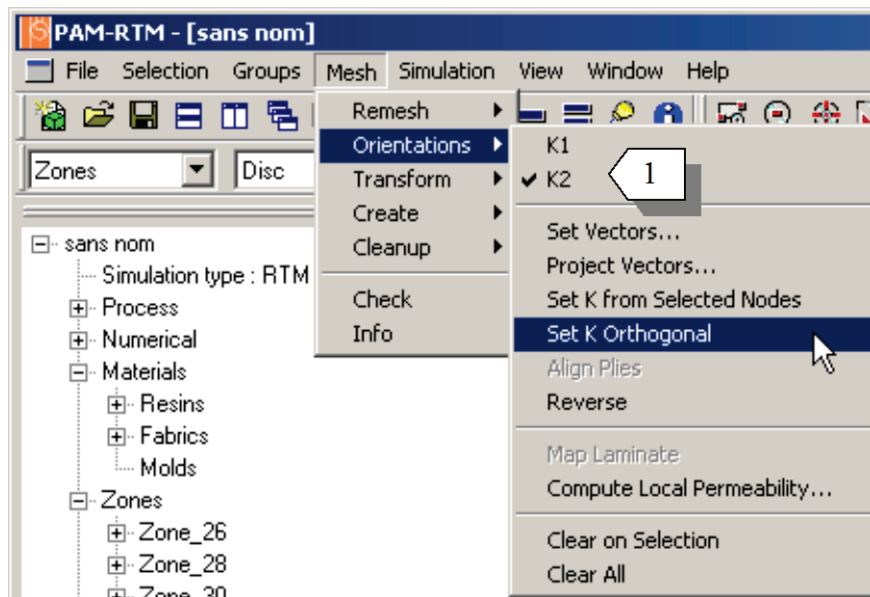 PAM-RTM - [sans nom]
File Selection Groups Mesh Simulation View Window Help
Zones Disc
Remesh
Orientations
Transform
Create
Cleanup
Check
Info
K1
K2
1
Set Vectors...
Project Vectors...
Set K from Selected Nodes
Set K Orthogonal
Align Plies
Reverse
Map Laminate
Compute Local Permeability...
Clear on Selection
Clear All
sans nom
Simulation type : RTM
Process
Numerical
Materials
Resins
Fabrics
Molds
Zones
Zone_26
Zone_28
Zone_30